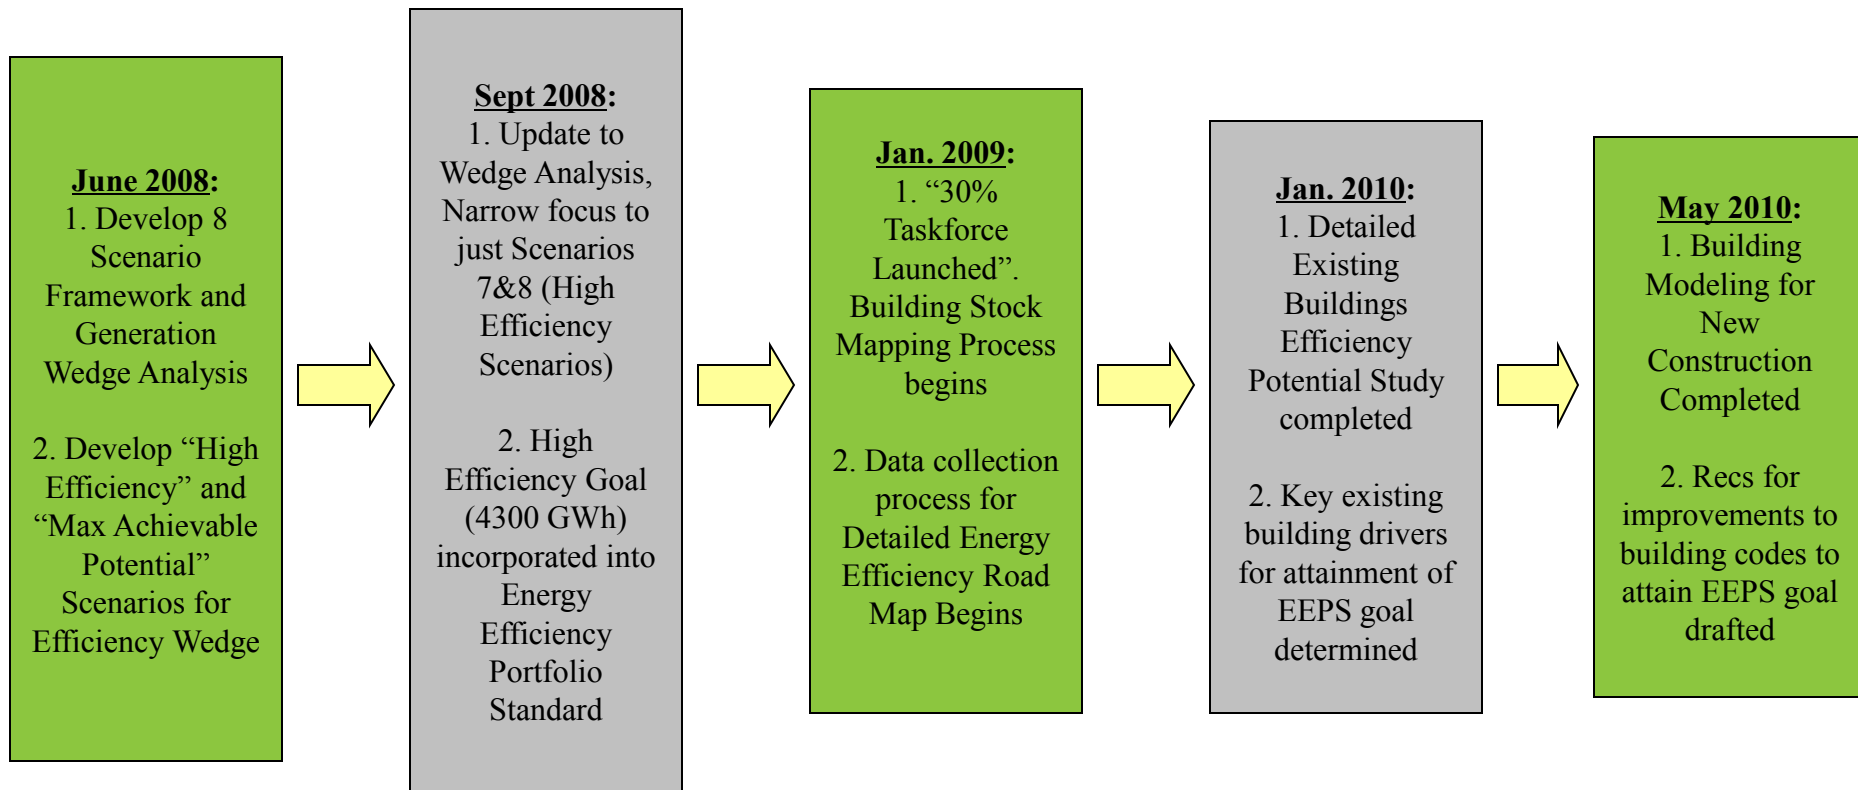 June 2008:
1. Develop 8
Scenario
Framework and
Generation
Wedge Analysis
2. Develop “High
Efficiency” and
“Max Achievable
Potential”
Scenarios for
Efficiency Wedge
Sept 2008:
1. Update to
Wedge Analysis,
Narrow focus to
just Scenarios
7&8 (High
Efficiency
Scenarios)
2. High
Efficiency Goal
(4300 GWh)
incorporated into
Energy
Efficiency
Portfolio
Standard
Jan. 2009:
1. “30%
Taskforce
Launched”.
Building Stock
Mapping Process
begins
2. Data collection
process for
Detailed Energy
Efficiency Road
Map Begins
Jan. 2010:
1. Detailed
Existing
Buildings
Efficiency
Potential Study
completed
2. Key existing
building drivers
for attainment of
EEPS goal
determined
May 2010:
1. Building
Modeling for
New
Construction
Completed
2. Recs for
improvements to
building codes to
attain EEPS goal
drafted